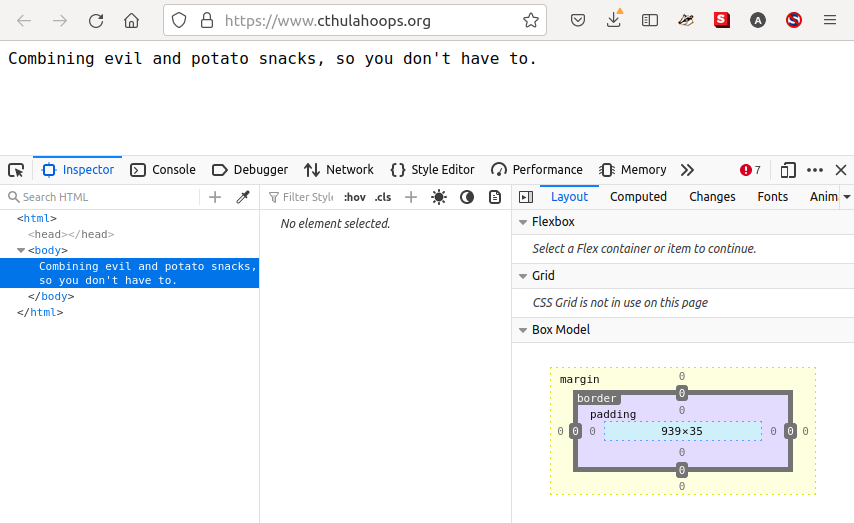 https://www.cthulahoops.org
S
A
S
Combining evil and potato snacks, so you don't have to.
Inspector
Console
Debugger
Network
Style Editor
Performance
Memory
7
Search HTML
Filter Style
:hov
.cls
Layout
Computed
Changes
Fonts
Anim
<html>
<head></head>
<body>
Combining evil and potato snacks,
so you don't have to.
</body>
</html>
No element selected.
Flexbox
Select a Flex container or item to continue.
Grid
CSS Grid is not in use on this page
Box Model
margin
0
border
0
padding
0
0
0
0
939×35
0
0
0
0
0
0